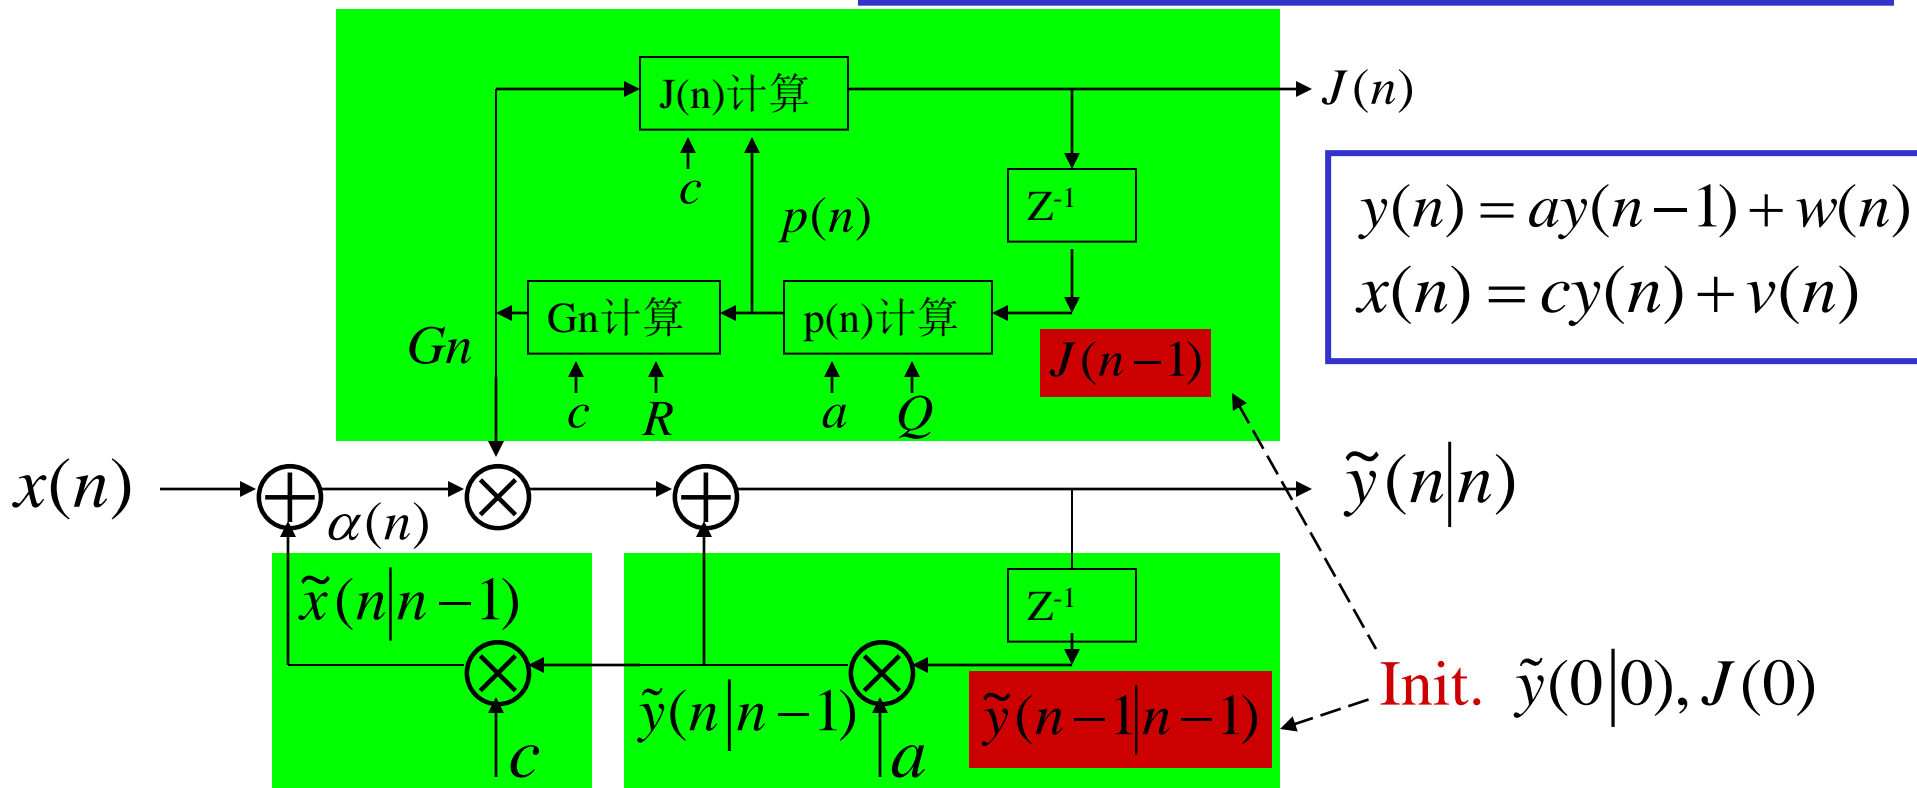 J(n)计算
J(n)
c
p(n)
Z⁻¹
y(n) = ay(n−1) + w(n)
x(n) = cy(n) + v(n)
Gn
Gn计算
p(n)计算
J(n−1)
c
R
a
Q
x(n)
α(n)
ỹ(n|n)
x̃(n|n−1)
Z⁻¹
ỹ(n|n−1)
ỹ(n−1|n−1)
Init. ỹ(0|0), J(0)
c
a